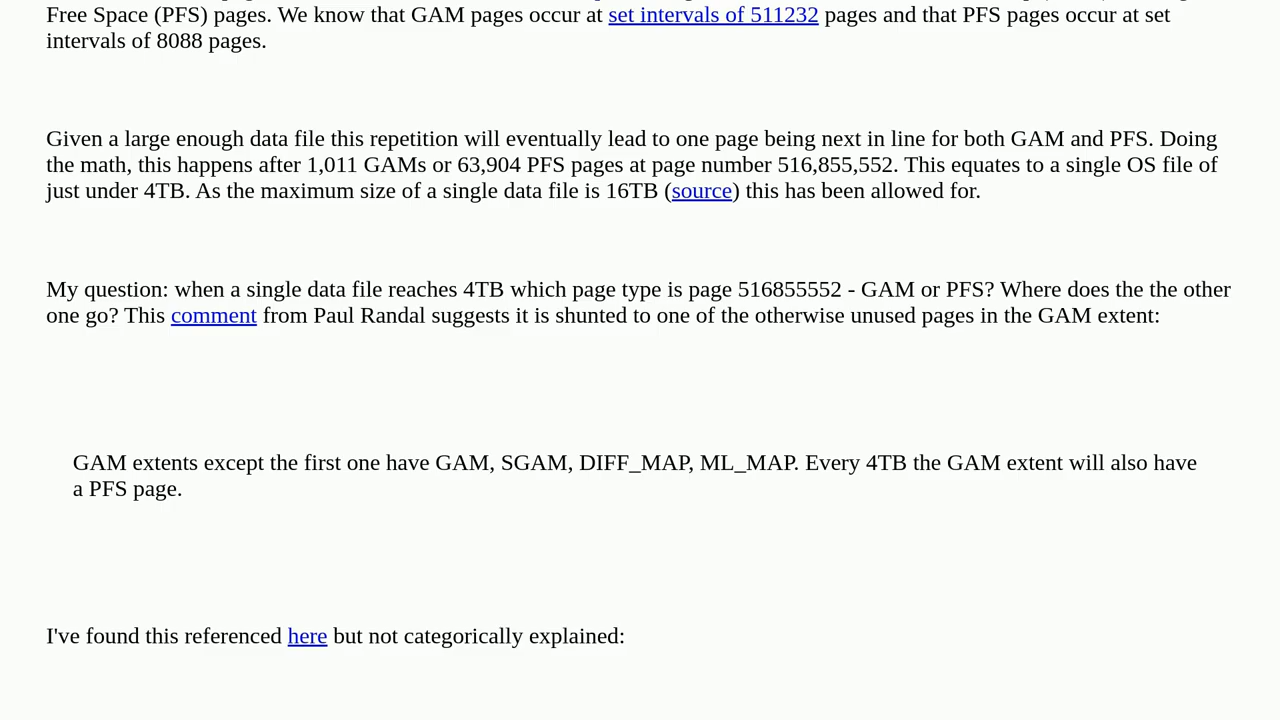 Free Space (PFS) pages. We know that GAM pages occur at set intervals of 511232 pages and that PFS pages occur at set
intervals of 8088 pages.
Given a large enough data file this repetition will eventually lead to one page being next in line for both GAM and PFS. Doing
the math, this happens after 1,011 GAMs or 63,904 PFS pages at page number 516,855,552. This equates to a single OS file of
just under 4TB. As the maximum size of a single data file is 16TB (source) this has been allowed for.
My question: when a single data file reaches 4TB which page type is page 516855552 - GAM or PFS? Where does the the other
one go? This comment from Paul Randal suggests it is shunted to one of the otherwise unused pages in the GAM extent:
GAM extents except the first one have GAM, SGAM, DIFF_MAP, ML_MAP. Every 4TB the GAM extent will also have
a PFS page.
I've found this referenced here but not categorically explained: